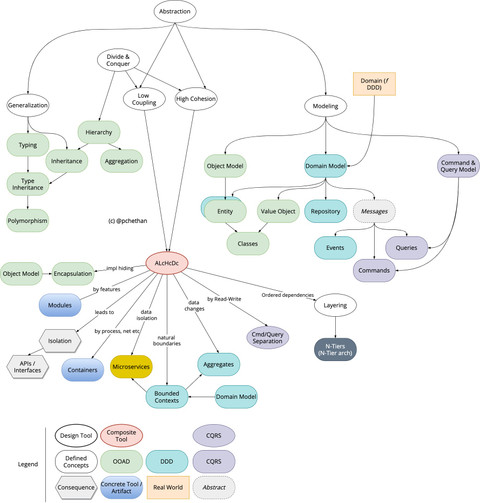 Abstraction
Divide &
Conquer
Domain (f
DDD)
Generalization
Low
Coupling
High Cohesion
Modeling
Typing
Hierarchy
Inheritance
Aggregation
Object Model
Domain Model
Command &
Query Model
Type
Inheritance
Polymorphism
(c) @pchethan
Entity
Value Object
Repository
Messages
Classes
Events
Queries
Commands
ALcHcDc
Object Model
Encapsulation
Impl hiding
by features
Modules
leads to
Isolation
APIs /
Interfaces
by process, net etc
Containers
data
isolation
Microservices
natural
boundaries
Bounded
Contexts
Domain Model
data
changes
Aggregates
by Read-Write
Cmd/Query
Separation
Ordered dependencies
Layering
N-Tiers
(N-Tier arch)
Legend
Design Tool
Composite
Tool
CQRS
Defined
Concepts
OOAD
DDD
CQRS
Consequence
Concrete Tool /
Artifact
Real World
Abstract